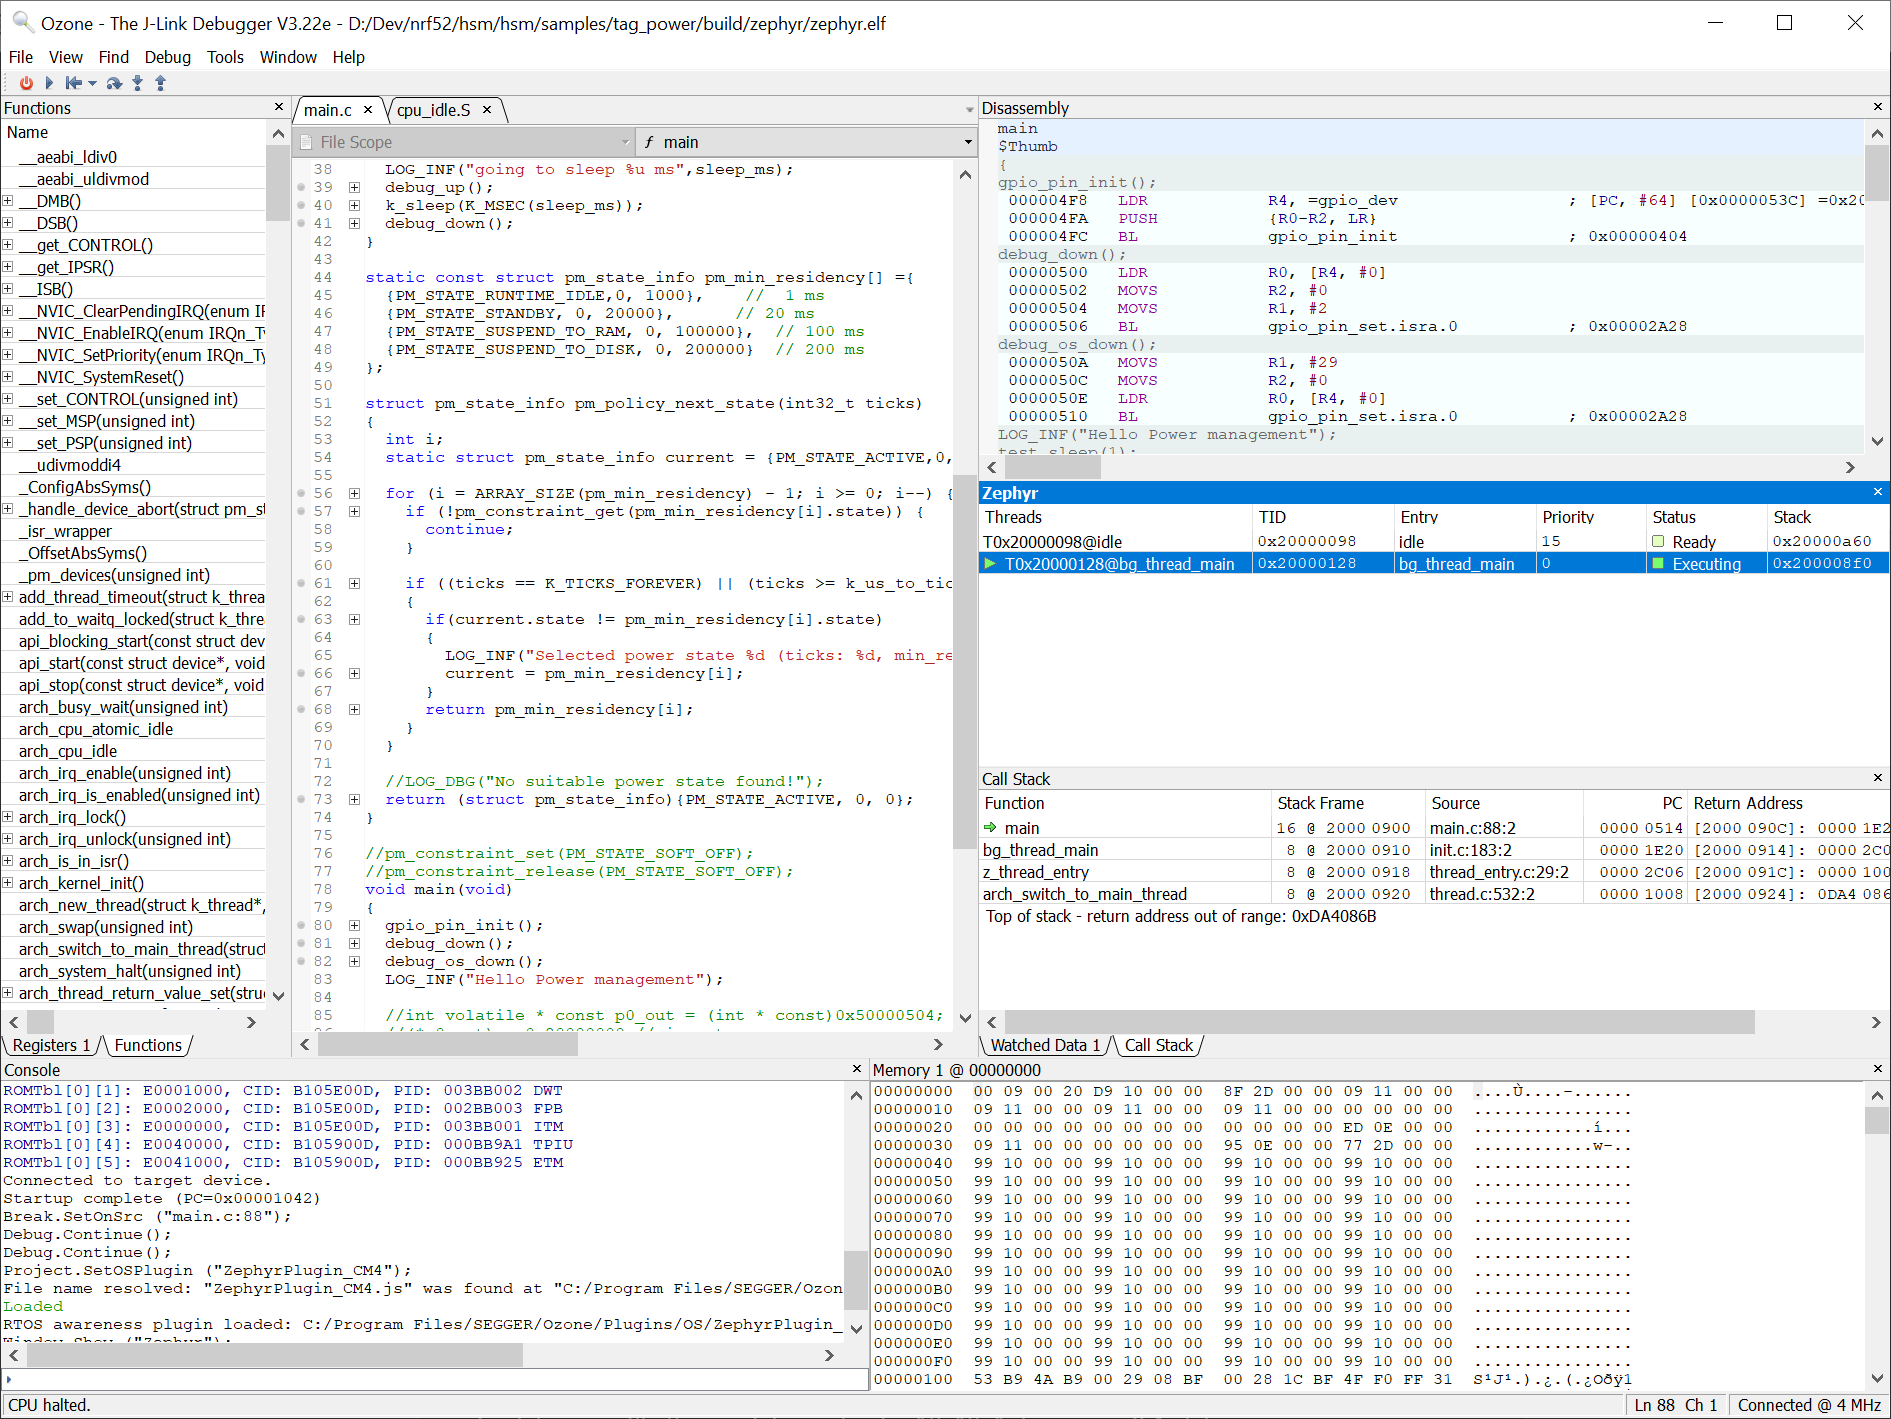 Ozone - The J-Link Debugger V3.22e - D:/Dev/nrf52/hsm/hsm/samples/tag_power/build/zephyr/zephyr.elf
File View Find Debug Tools Window Help
Functions
Name
__aeabi_ldiv0
__aeabi_uldivmod
__DMB()
__DSB()
__get_CONTROL()
__get_IPSR()
__ISB()
__NVIC_ClearPendingIRQ(enum IR
__NVIC_EnableIRQ(enum IRQn_Ty
__NVIC_SetPriority(enum IRQn_Ty
__NVIC_SystemReset()
__set_CONTROL(unsigned int)
__set_MSP(unsigned int)
__set_PSP(unsigned int)
__udivmoddi4
_ConfigAbsSyms()
_handle_device_abort(struct pm_st
_isr_wrapper
_OffsetAbsSyms()
_pm_devices(unsigned int)
add_thread_timeout(struct k_threa
add_to_waitq_locked(struct k_threa
api_blocking_start(const struct dev
api_start(const struct device*, void
api_stop(const struct device*, void
arch_busy_wait(unsigned int)
arch_cpu_atomic_idle
arch_cpu_idle
arch_irq_enable(unsigned int)
arch_irq_is_enabled(unsigned int)
arch_irq_lock()
arch_irq_unlock(unsigned int)
arch_is_in_isr()
arch_kernel_init()
arch_new_thread(struct k_thread*,
arch_swap(unsigned int)
arch_switch_to_main_thread(struct
arch_system_halt(unsigned int)
arch_thread_return_value_set(stru
Registers 1 Functions
main.c cpu_idle.S
File Scope main
38 LOG_INF("going to sleep %u ms",sleep_ms);
39 debug_up();
40 k_sleep(K_MSEC(sleep_ms));
41 debug_down();
42 }
43
44 static const struct pm_state_info pm_min_residency[] ={
45 {PM_STATE_RUNTIME_IDLE,0, 1000}, // 1 ms
46 {PM_STATE_STANDBY, 0, 20000}, // 20 ms
47 {PM_STATE_SUSPEND_TO_RAM, 0, 100000}, // 100 ms
48 {PM_STATE_SUSPEND_TO_DISK, 0, 200000} // 200 ms
49 };
50
51 struct pm_state_info pm_policy_next_state(int32_t ticks)
52 {
53 int i;
54 static struct pm_state_info current = {PM_STATE_ACTIVE,0,
55
56 for (i = ARRAY_SIZE(pm_min_residency) - 1; i >= 0; i--) {
57 if (!pm_constraint_get(pm_min_residency[i].state)) {
58 continue;
59 }
60
61 if ((ticks == K_TICKS_FOREVER) || (ticks >= k_us_to_tic
62 {
63 if(current.state != pm_min_residency[i].state)
64 {
65 LOG_INF("Selected power state %d (ticks: %d, min_re
66 current = pm_min_residency[i];
67 }
68 return pm_min_residency[i];
69 }
70 }
71
72 //LOG_DBG("No suitable power state found!");
73 return (struct pm_state_info){PM_STATE_ACTIVE, 0, 0};
74 }
75
76 //pm_constraint_set(PM_STATE_SOFT_OFF);
77 //pm_constraint_release(PM_STATE_SOFT_OFF);
78 void main(void)
79 {
80 gpio_pin_init();
81 debug_down();
82 debug_os_down();
83 LOG_INF("Hello Power management");
84
85 //int volatile * const p0_out = (int * const)0x50000504;
Disassembly
main
$Thumb
{
gpio_pin_init();
000004F8 LDR R4, =gpio_dev ; [PC, #64] [0x0000053C] =0x20
000004FA PUSH {R0-R2, LR}
000004FC BL gpio_pin_init ; 0x00000404
debug_down();
00000500 LDR R0, [R4, #0]
00000502 MOVS R2, #0
00000504 MOVS R1, #2
00000506 BL gpio_pin_set.isra.0 ; 0x00002A28
debug_os_down();
0000050A MOVS R1, #29
0000050C MOVS R2, #0
0000050E LDR R0, [R4, #0]
00000510 BL gpio_pin_set.isra.0 ; 0x00002A28
LOG_INF("Hello Power management");
test_sleep(1);
Zephyr
Threads TID Entry Priority Status Stack
T0x20000098@idle 0x20000098 idle 15 Ready 0x20000a60
T0x20000128@bg_thread_main 0x20000128 bg_thread_main 0 Executing 0x200008f0
Call Stack
Function Stack Frame Source PC Return Address
main 16 @ 2000 0900 main.c:88:2 0000 0514 [2000 090C]: 0000 1E2
bg_thread_main 8 @ 2000 0910 init.c:183:2 0000 1E20 [2000 0914]: 0000 2C0
z_thread_entry 8 @ 2000 0918 thread_entry.c:29:2 0000 2C06 [2000 091C]: 0000 100
arch_switch_to_main_thread 8 @ 2000 0920 thread.c:532:2 0000 1008 [2000 0924]: 0DA4 086
Top of stack - return address out of range: 0xDA4086B
Watched Data 1 Call Stack
Console
ROMTbl[0][1]: E0001000, CID: B105E00D, PID: 003BB002 DWT
ROMTbl[0][2]: E0002000, CID: B105E00D, PID: 002BB003 FPB
ROMTbl[0][3]: E0000000, CID: B105E00D, PID: 003BB001 ITM
ROMTbl[0][4]: E0040000, CID: B105900D, PID: 000BB9A1 TPIU
ROMTbl[0][5]: E0041000, CID: B105900D, PID: 000BB925 ETM
Connected to target device.
Startup complete (PC=0x00001042)
Break.SetOnSrc ("main.c:88");
Debug.Continue();
Debug.Continue();
Project.SetOSPlugin ("ZephyrPlugin_CM4");
File name resolved: "ZephyrPlugin_CM4.js" was found at "C:/Program Files/SEGGER/Ozon
Loaded
RTOS awareness plugin loaded: C:/Program Files/SEGGER/Ozone/Plugins/OS/ZephyrPlugin_
Window.Show ("Zephyr");
Memory 1 @ 00000000
00000000 00 09 00 20 D9 10 00 00 8F 2D 00 00 09 11 00 00 ....Ù....-......
00000010 09 11 00 00 09 11 00 00 09 11 00 00 00 00 00 00 ................
00000020 00 00 00 00 00 00 00 00 00 00 00 00 ED 0E 00 00 ............í...
00000030 09 11 00 00 00 00 00 00 95 0E 00 00 77 2D 00 00 ............w-..
00000040 99 10 00 00 99 10 00 00 99 10 00 00 99 10 00 00 ................
00000050 99 10 00 00 99 10 00 00 99 10 00 00 99 10 00 00 ................
00000060 99 10 00 00 99 10 00 00 99 10 00 00 99 10 00 00 ................
00000070 99 10 00 00 99 10 00 00 99 10 00 00 99 10 00 00 ................
00000080 99 10 00 00 99 10 00 00 99 10 00 00 99 10 00 00 ................
00000090 99 10 00 00 99 10 00 00 99 10 00 00 99 10 00 00 ................
000000A0 99 10 00 00 99 10 00 00 99 10 00 00 99 10 00 00 ................
000000B0 99 10 00 00 99 10 00 00 99 10 00 00 99 10 00 00 ................
000000C0 99 10 00 00 99 10 00 00 99 10 00 00 99 10 00 00 ................
000000D0 99 10 00 00 99 10 00 00 99 10 00 00 99 10 00 00 ................
000000E0 99 10 00 00 99 10 00 00 99 10 00 00 99 10 00 00 ................
000000F0 99 10 00 00 99 10 00 00 99 10 00 00 99 10 00 00 ................
00000100 53 B9 4A B9 00 29 08 BF 00 28 1C BF 4F F0 FF 31 S¹J¹.).¿.(.¿Oðÿ1
CPU halted.
Ln 88 Ch 1 Connected @ 4 MHz